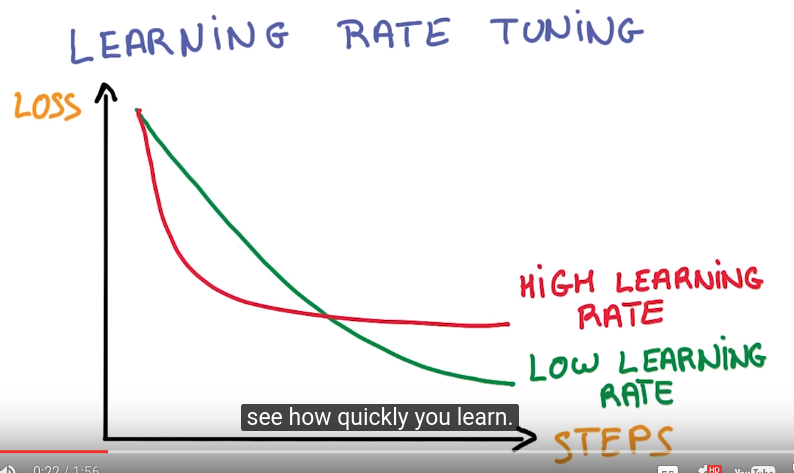 LEARNING RATE TUNING
LOSS
HIGH LEARNING
RATE
LOW LEARNING
RATE
see how quickly you learn.
STEPS
0:22 / 1:56
HD